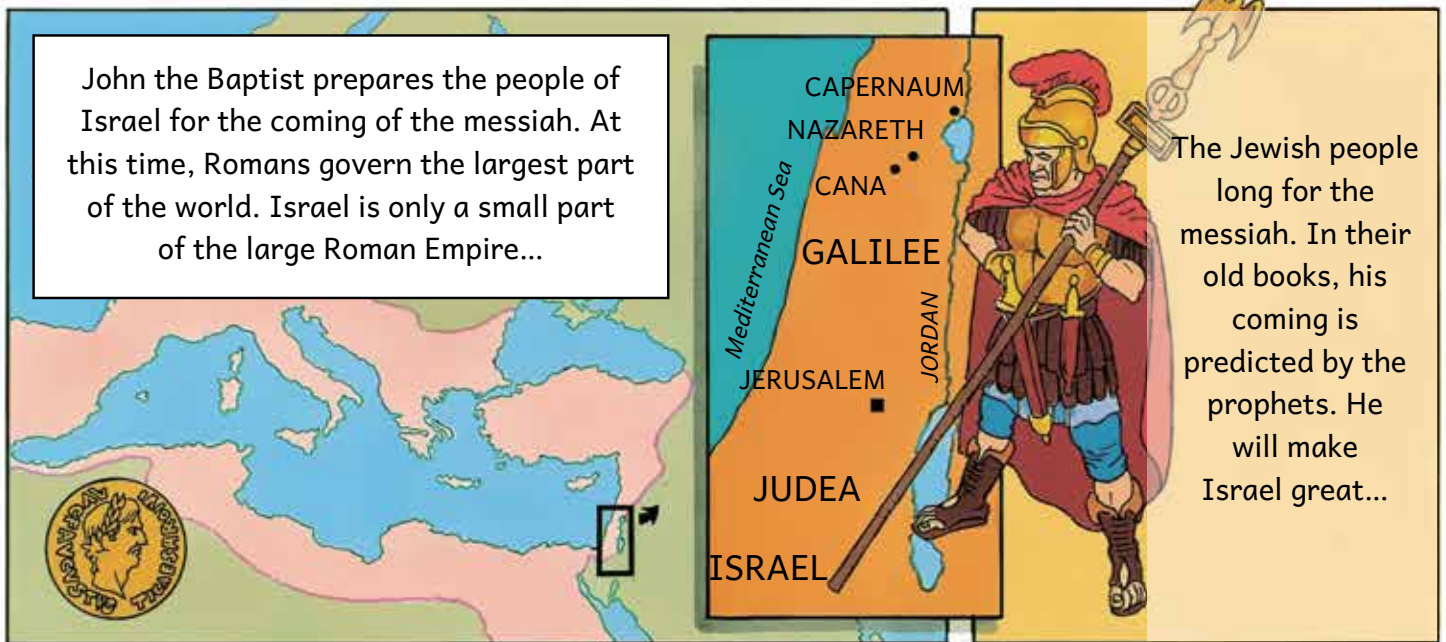 John the Baptist prepares the people of
Israel for the coming of the messiah. At
this time, Romans govern the largest part
of the world. Israel is only a small part
of the large Roman Empire...
CAPERNAUM
NAZARETH
CANA
Mediterranean Sea
GALILEE
JORDAN
JERUSALEM
JUDEA
ISRAEL
The Jewish people
long for the
messiah. In their
old books, his
coming is
predicted by the
prophets. He
will make
Israel great...